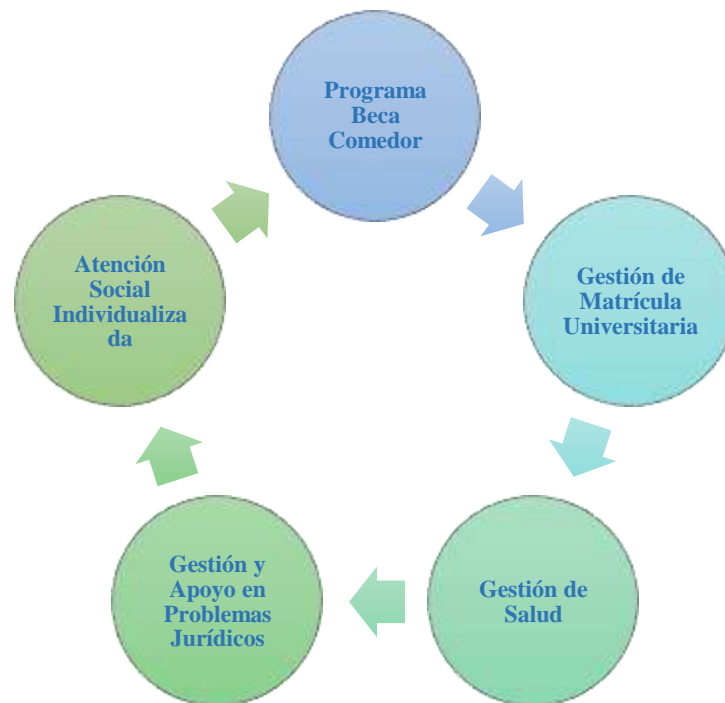 Programa
Beca
Comedor
Gestión de
Matrícula
Universitaria
Gestión de
Salud
Gestión y
Apoyo en
Problemas
Jurídicos
Atención
Social
Individualiza
da